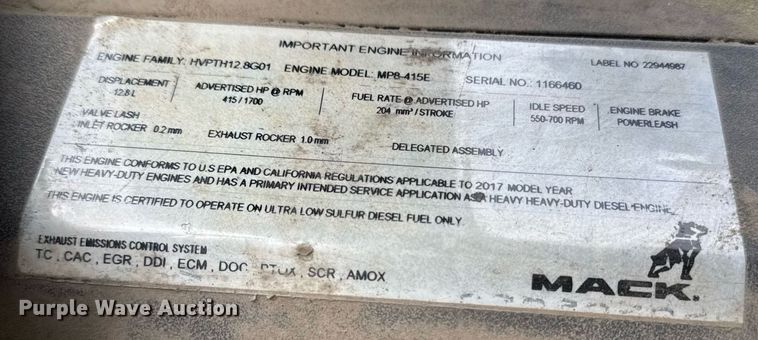 IMPORTANT ENGINE INFORMATION
LABEL NO 22944987
ENGINE FAMILY: HVPTH12.8G01 ENGINE MODEL: MP8-415E SERIAL NO.: 1166460
DISPLACEMENT ADVERTISED HP @ RPM FUEL RATE @ ADVERTISED HP IDLE SPEED ENGINE BRAKE
12.8 L 415 / 1700 204 mm³ / STROKE 550-700 RPM POWERLEASH
VALVE LASH
INLET ROCKER 0.2 mm EXHAUST ROCKER 1.0 mm DELEGATED ASSEMBLY
THIS ENGINE CONFORMS TO U.S EPA AND CALIFORNIA REGULATIONS APPLICABLE TO 2017 MODEL YEAR
NEW HEAVY-DUTY ENGINES AND HAS A PRIMARY INTENDED SERVICE APPLICATION AS A HEAVY HEAVY-DUTY DIESEL ENGINE
THIS ENGINE IS CERTIFIED TO OPERATE ON ULTRA LOW SULFUR DIESEL FUEL ONLY
EXHAUST EMISSIONS CONTROL SYSTEM
TC , CAC , EGR , DDI , ECM , DOC , PTOX , SCR , AMOX
MACK.
Purple Wave Auction